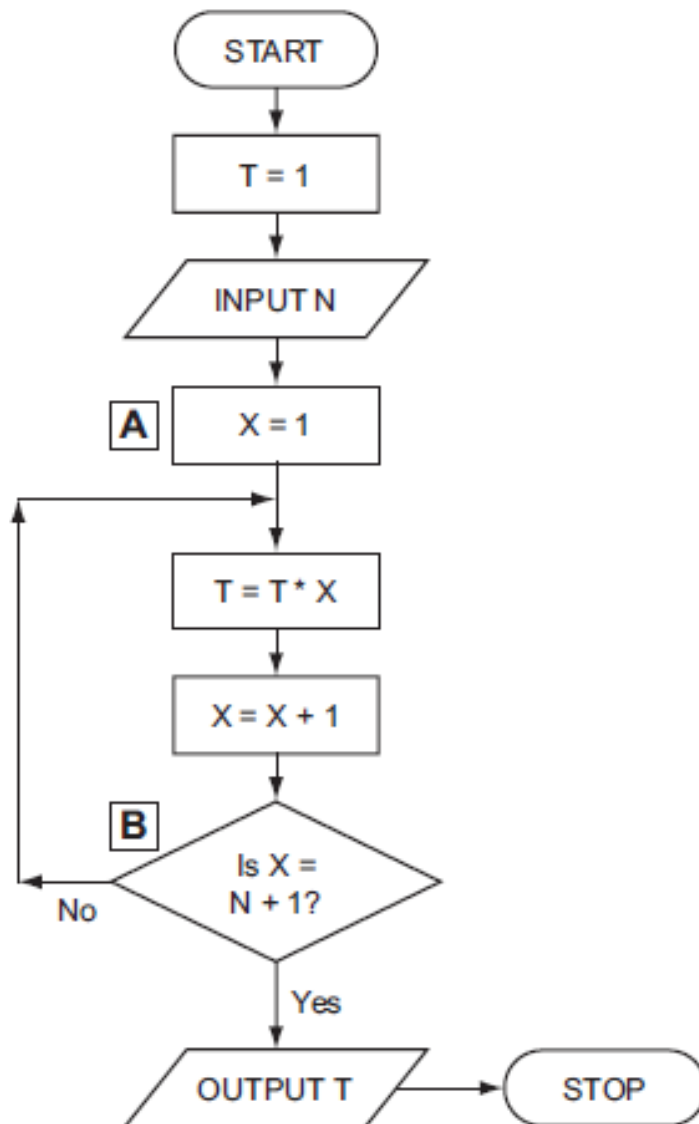 START
T = 1
INPUT N
A
X = 1
T = T * X
X = X + 1
B
Is X =
N + 1?
No
Yes
OUTPUT T
STOP